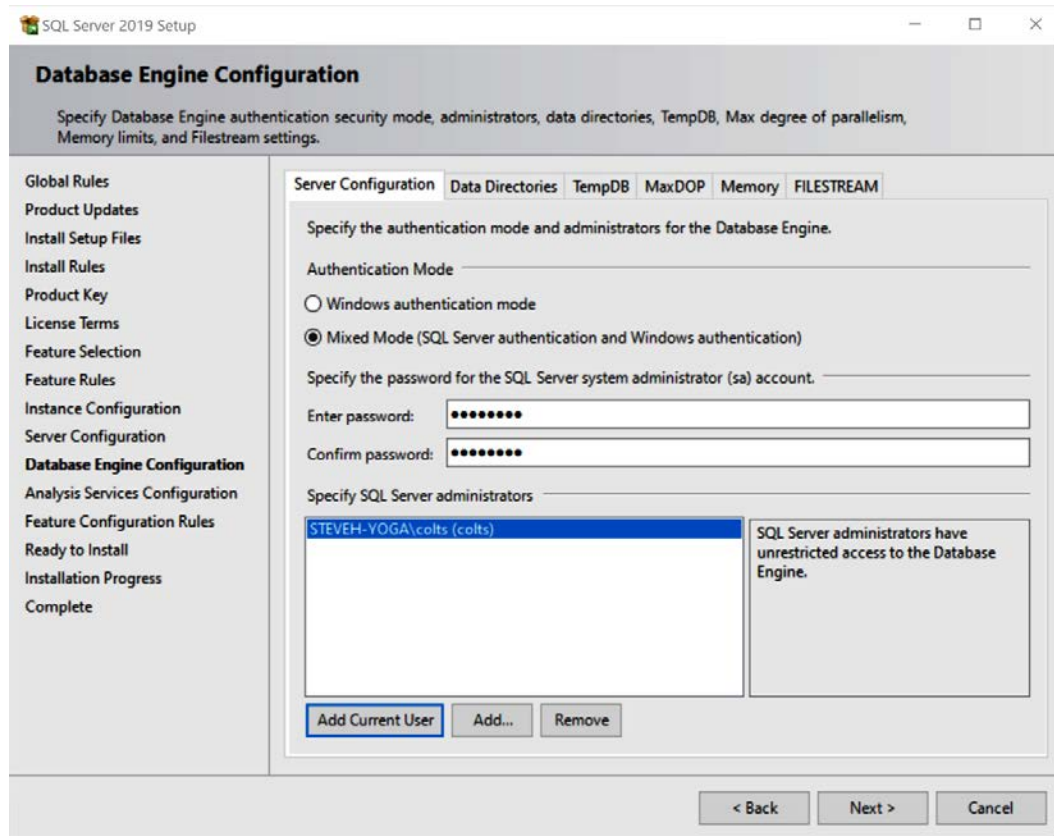 SQL Server 2019 Setup
Database Engine Configuration
Specify Database Engine authentication security mode, administrators, data directories, TempDB, Max degree of parallelism,
Memory limits, and Filestream settings.
Global Rules
Product Updates
Install Setup Files
Install Rules
Product Key
License Terms
Feature Selection
Feature Rules
Instance Configuration
Server Configuration
Database Engine Configuration
Analysis Services Configuration
Feature Configuration Rules
Ready to Install
Installation Progress
Complete
Server Configuration Data Directories TempDB MaxDOP Memory FILESTREAM
Specify the authentication mode and administrators for the Database Engine.
Authentication Mode
Windows authentication mode
Mixed Mode (SQL Server authentication and Windows authentication)
Specify the password for the SQL Server system administrator (sa) account.
Enter password: ●●●●●●●●
Confirm password: ●●●●●●●●
Specify SQL Server administrators
STEVEH-YOGA\colts (colts)
SQL Server administrators have
unrestricted access to the Database
Engine.
Add Current User Add... Remove
< Back Next > Cancel